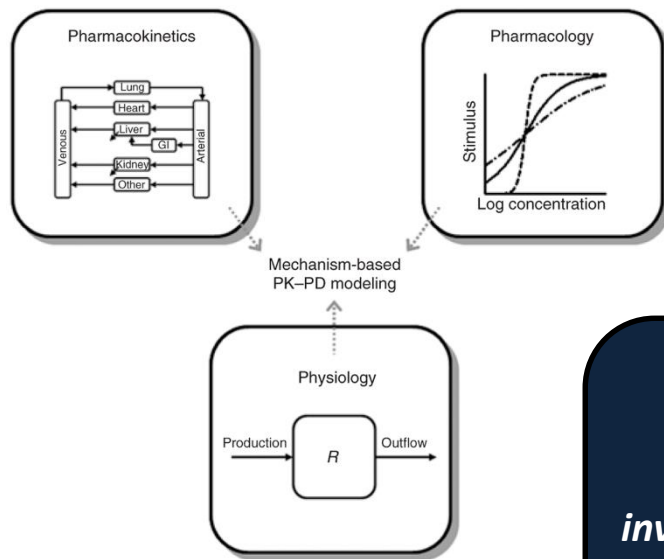 Pharmacokinetics
Lung
Heart
Liver
GI
Kidney
Other
Venous
Arterial
Pharmacology
Stimulus
Log concentration
Mechanism-based
PK–PD modeling
Physiology
Production
R
Outflow
inv